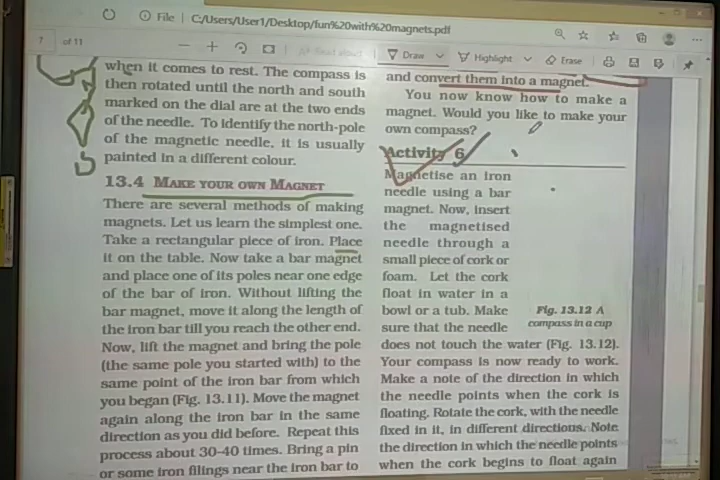 File | C:/Users/User1/Desktop/fun%20with%20magnets.pdf
7 of 11
Draw
Highlight
Erase
when it comes to rest. The compass is
then rotated until the north and south
marked on the dial are at the two ends
of the needle. To identify the north-pole
of the magnetic needle, it is usually
painted in a different colour.
13.4 MAKE YOUR OWN MAGNET
There are several methods of making
magnets. Let us learn the simplest one.
Take a rectangular piece of iron. Place
it on the table. Now take a bar magnet
and place one of its poles near one edge
of the bar of iron. Without lifting the
bar magnet, move it along the length of
the iron bar till you reach the other end.
Now, lift the magnet and bring the pole
(the same pole you started with) to the
same point of the iron bar from which
you began (Fig. 13.11). Move the magnet
again along the iron bar in the same
direction as you did before. Repeat this
process about 30-40 times. Bring a pin
or some iron filings near the iron bar to
and convert them into a magnet.
You now know how to make a
magnet. Would you like to make your
own compass?
Activity 6
Magnetise an iron
needle using a bar
magnet. Now, insert
the magnetised
needle through a
small piece of cork or
foam. Let the cork
float in water in a
bowl or a tub. Make
sure that the needle
Fig. 13.12 A
compass in a cup
does not touch the water (Fig. 13.12).
Your compass is now ready to work.
Make a note of the direction in which
the needle points when the cork is
floating. Rotate the cork, with the needle
fixed in it, in different directions. Note
the direction in which the needle points
when the cork begins to float again